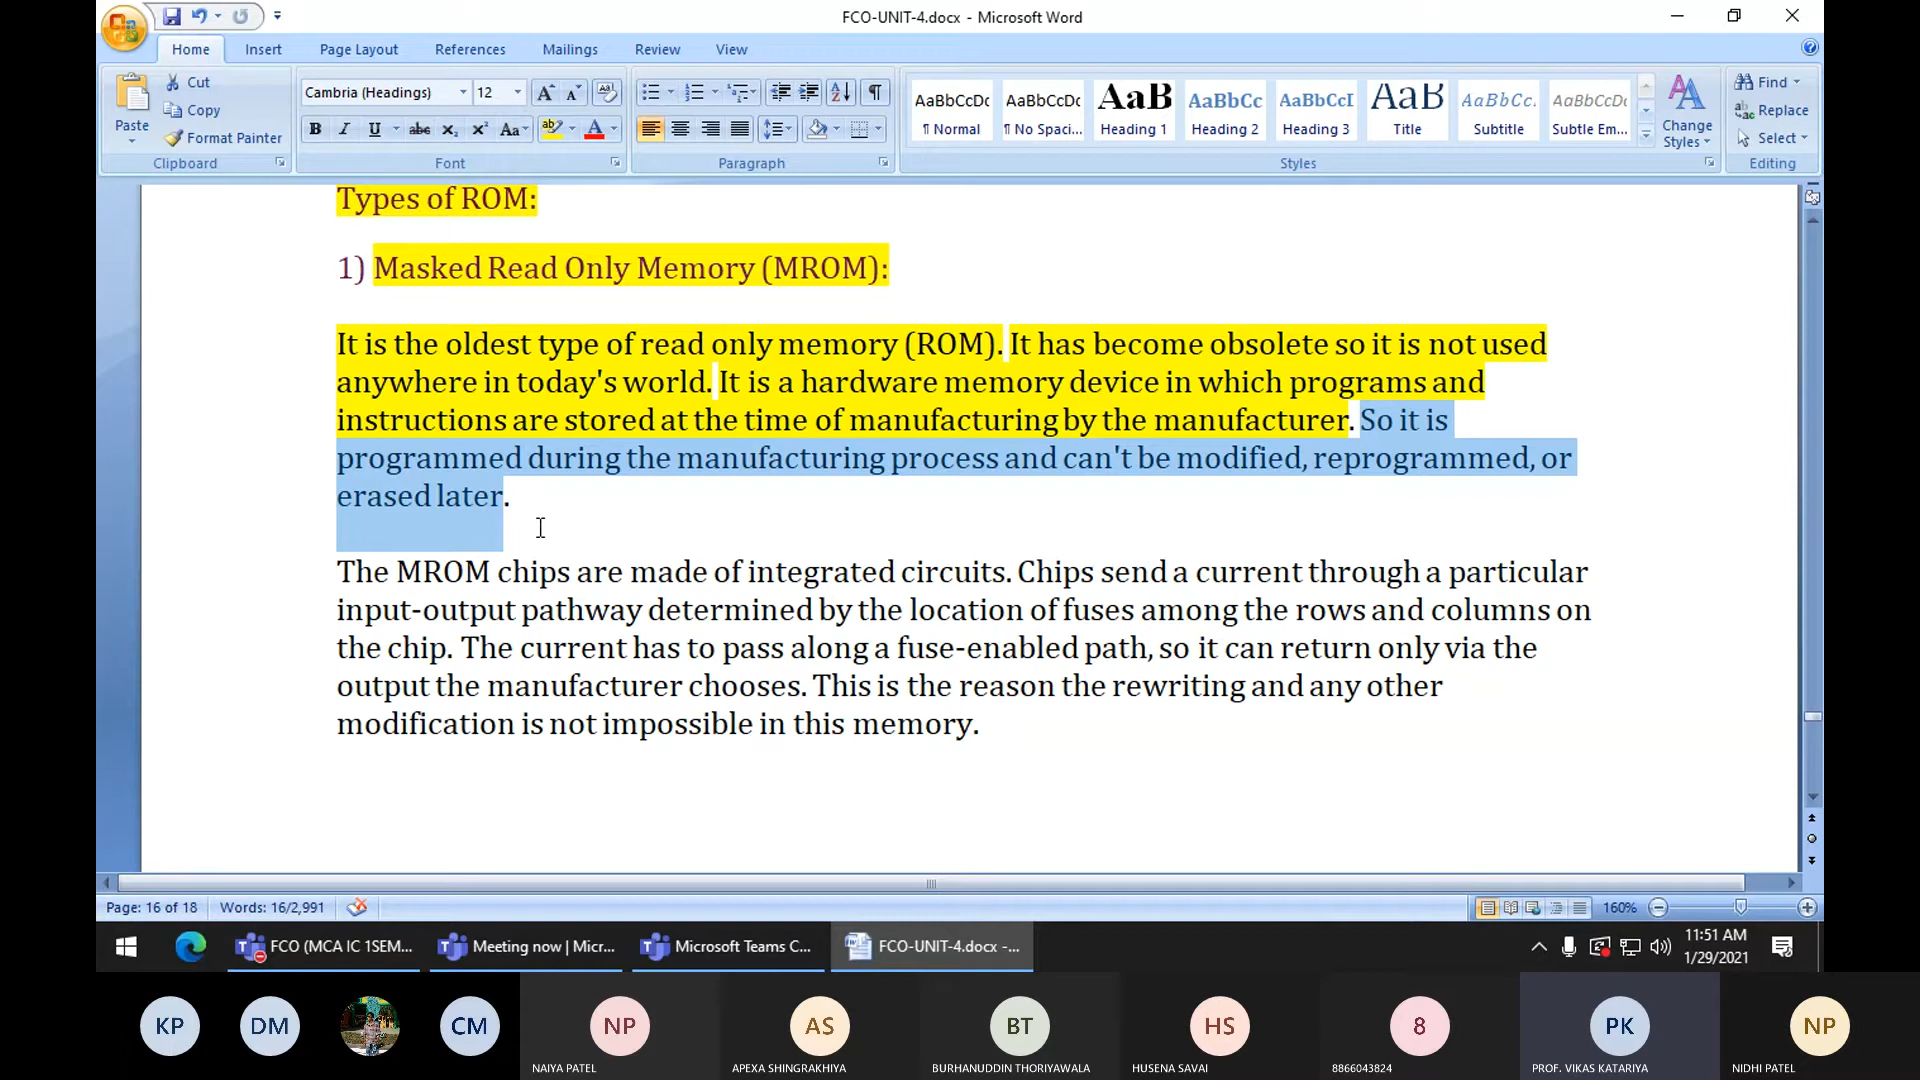 FCO-UNIT-4.docx - Microsoft Word
Home Insert Page Layout References Mailings Review View
Paste
Cut
Copy
Format Painter
Clipboard
Cambria (Headings) 12
Font
Paragraph
AaBbCcDc AaBbCcDc AaB AaBbCc AaBbCcI AaB AaBbCc. AaBbCcDc
¶ Normal ¶ No Spaci... Heading 1 Heading 2 Heading 3 Title Subtitle Subtle Em...
Change Styles
Styles
Find
Replace
Select
Editing
Types of ROM:
1) Masked Read Only Memory (MROM):
It is the oldest type of read only memory (ROM). It has become obsolete so it is not used
anywhere in today's world. It is a hardware memory device in which programs and
instructions are stored at the time of manufacturing by the manufacturer. So it is
programmed during the manufacturing process and can't be modified, reprogrammed, or
erased later.
The MROM chips are made of integrated circuits. Chips send a current through a particular
input-output pathway determined by the location of fuses among the rows and columns on
the chip. The current has to pass along a fuse-enabled path, so it can return only via the
output the manufacturer chooses. This is the reason the rewriting and any other
modification is not impossible in this memory.
Page: 16 of 18 Words: 16/2,991 160%
FCO (MCA IC 1SEM... Meeting now | Micr... Microsoft Teams C... FCO-UNIT-4.docx -...
11:51 AM
1/29/2021
KP DM CM NP AS BT HS 8 PK NP
NAIYA PATEL APEXA SHINGRAKHIYA BURHANUDDIN THORIYAWALA HUSENA SAVAI 8866043824 PROF. VIKAS KATARIYA NIDHI PATEL